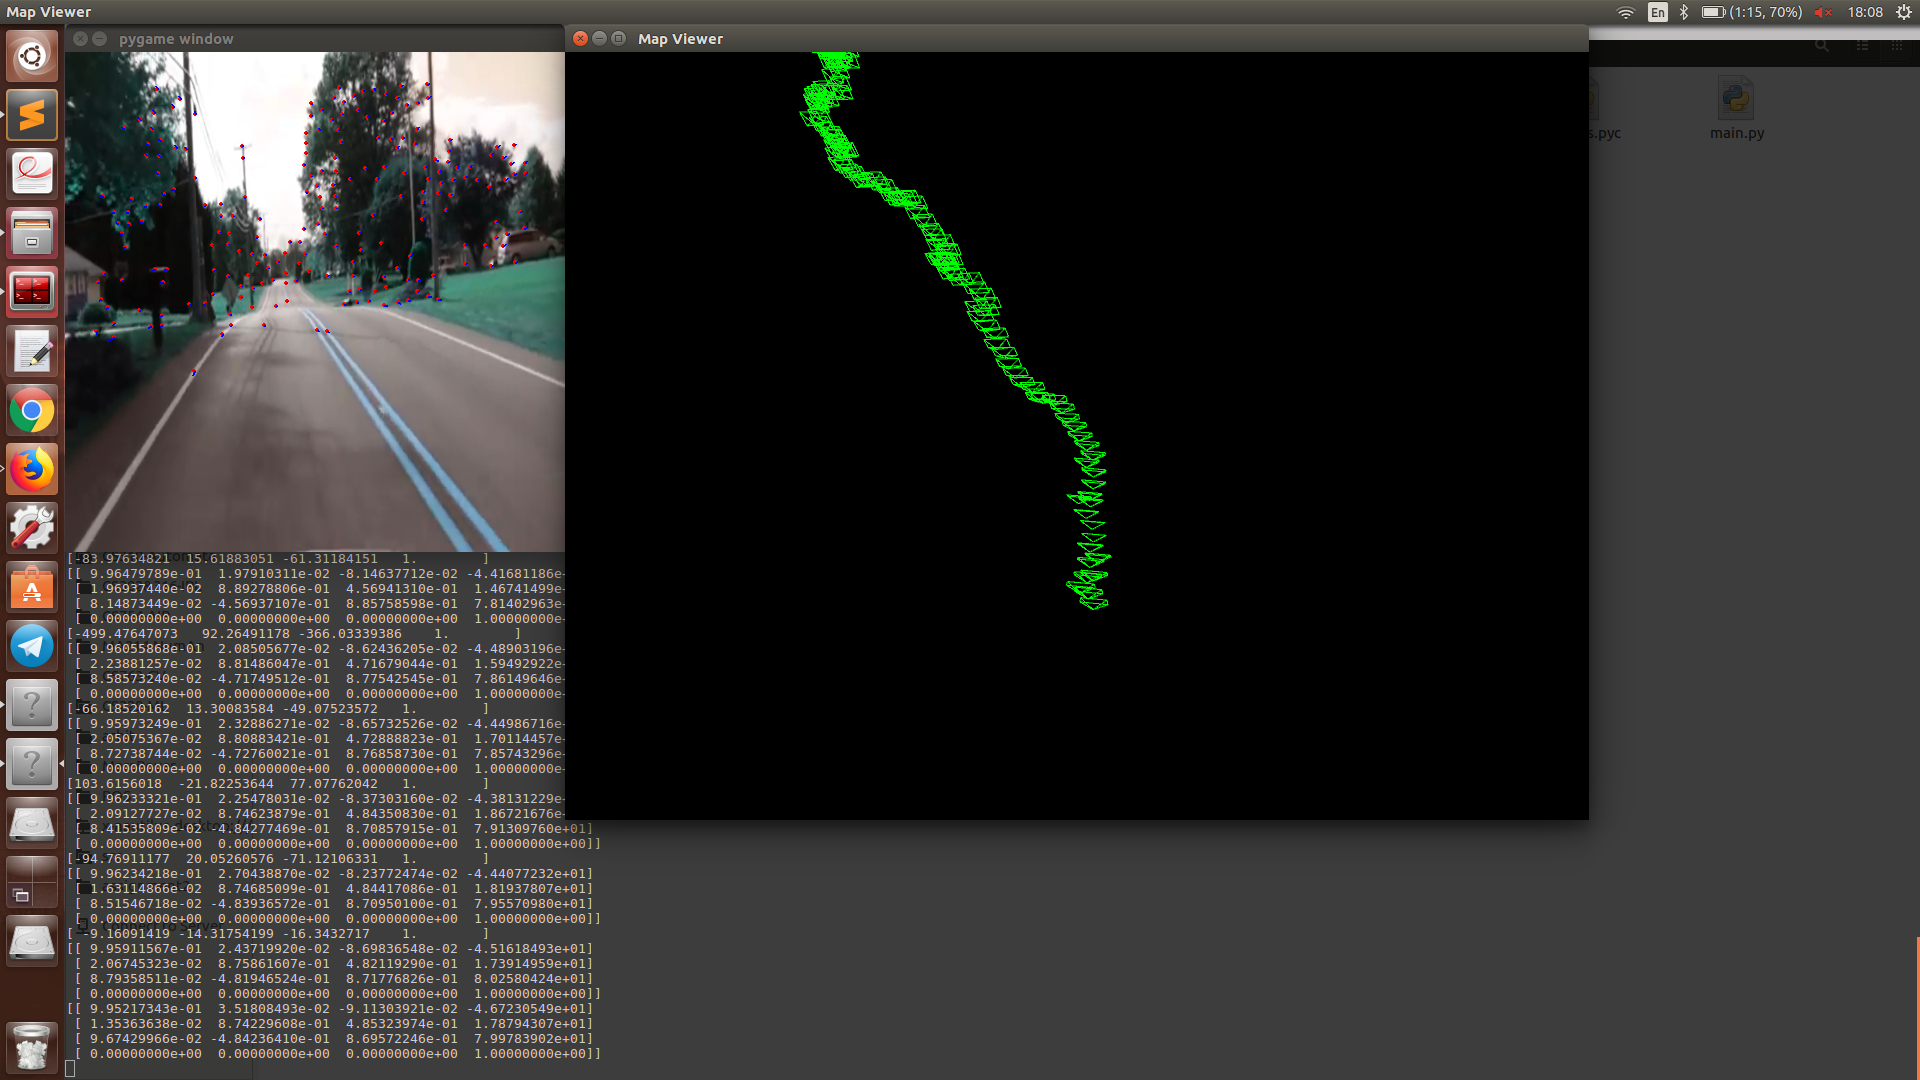 Map Viewer
En
(1:15, 70%)
18:08
pygame window
Map Viewer
s.pyc
main.py
[-83.97634821 15.61883051 -61.31184151 1. ]
[[ 9.96479789e-01 1.97910311e-02 -8.14637712e-02 -4.41681186e-
[ 1.96937440e-02 8.89278806e-01 4.56941310e-01 1.46741499e-
[ 8.14873449e-02 -4.56937107e-01 8.85758598e-01 7.81402963e-
[ 0.00000000e+00 0.00000000e+00 0.00000000e+00 1.00000000e-
[-499.47647073 92.26491178 -366.03339386 1. ]
[[ 9.96055868e-01 2.08505677e-02 -8.62436205e-02 -4.48903196e-
[ 2.23881257e-02 8.81486047e-01 4.71679044e-01 1.59492922e-
[ 8.58573240e-02 -4.71749512e-01 8.77542545e-01 7.86149646e-
[ 0.00000000e+00 0.00000000e+00 0.00000000e+00 1.00000000e-
[-66.18520162 13.30083584 -49.07523572 1. ]
[[ 9.95973249e-01 2.32886271e-02 -8.65732526e-02 -4.44986716e-
[ 2.05075367e-02 8.80883421e-01 4.72888823e-01 1.70114457e-
[ 8.72738744e-02 -4.72760021e-01 8.76858730e-01 7.85743296e-
[ 0.00000000e+00 0.00000000e+00 0.00000000e+00 1.00000000e-
[103.6156018 -21.82253644 77.07762042 1. ]
[[ 9.96233321e-01 2.25478031e-02 -8.37303160e-02 -4.38131229e-
[ 2.09127727e-02 8.74623879e-01 4.84350830e-01 1.86721676e-
[ 8.41535809e-02 -4.84277469e-01 8.70857915e-01 7.91309760e+01]
[ 0.00000000e+00 0.00000000e+00 0.00000000e+00 1.00000000e+00]]
[-94.76911177 20.05260576 -71.12106331 1. ]
[[ 9.96234218e-01 2.70438870e-02 -8.23772474e-02 -4.44077232e+01]
[ 1.63114866e-02 8.74685099e-01 4.84417086e-01 1.81937807e+01]
[ 8.51546718e-02 -4.83936572e-01 8.70950100e-01 7.95570980e+01]
[ 0.00000000e+00 0.00000000e+00 0.00000000e+00 1.00000000e+00]]
[ -9.16091419 -14.31754199 -16.3432717 1. ]
[[ 9.95911567e-01 2.43719920e-02 -8.69836548e-02 -4.51618493e+01]
[ 2.06745323e-02 8.75861607e-01 4.82119290e-01 1.73914959e+01]
[ 8.79358511e-02 -4.81946524e-01 8.71776826e-01 8.02580424e+01]
[ 0.00000000e+00 0.00000000e+00 0.00000000e+00 1.00000000e+00]]
[[ 9.95217343e-01 3.51808493e-02 -9.11303921e-02 -4.67230549e+01]
[ 1.35363638e-02 8.74229608e-01 4.85323974e-01 1.78794307e+01]
[ 9.67429966e-02 -4.84236410e-01 8.69572246e-01 7.99783902e+01]
[ 0.00000000e+00 0.00000000e+00 0.00000000e+00 1.00000000e+00]]